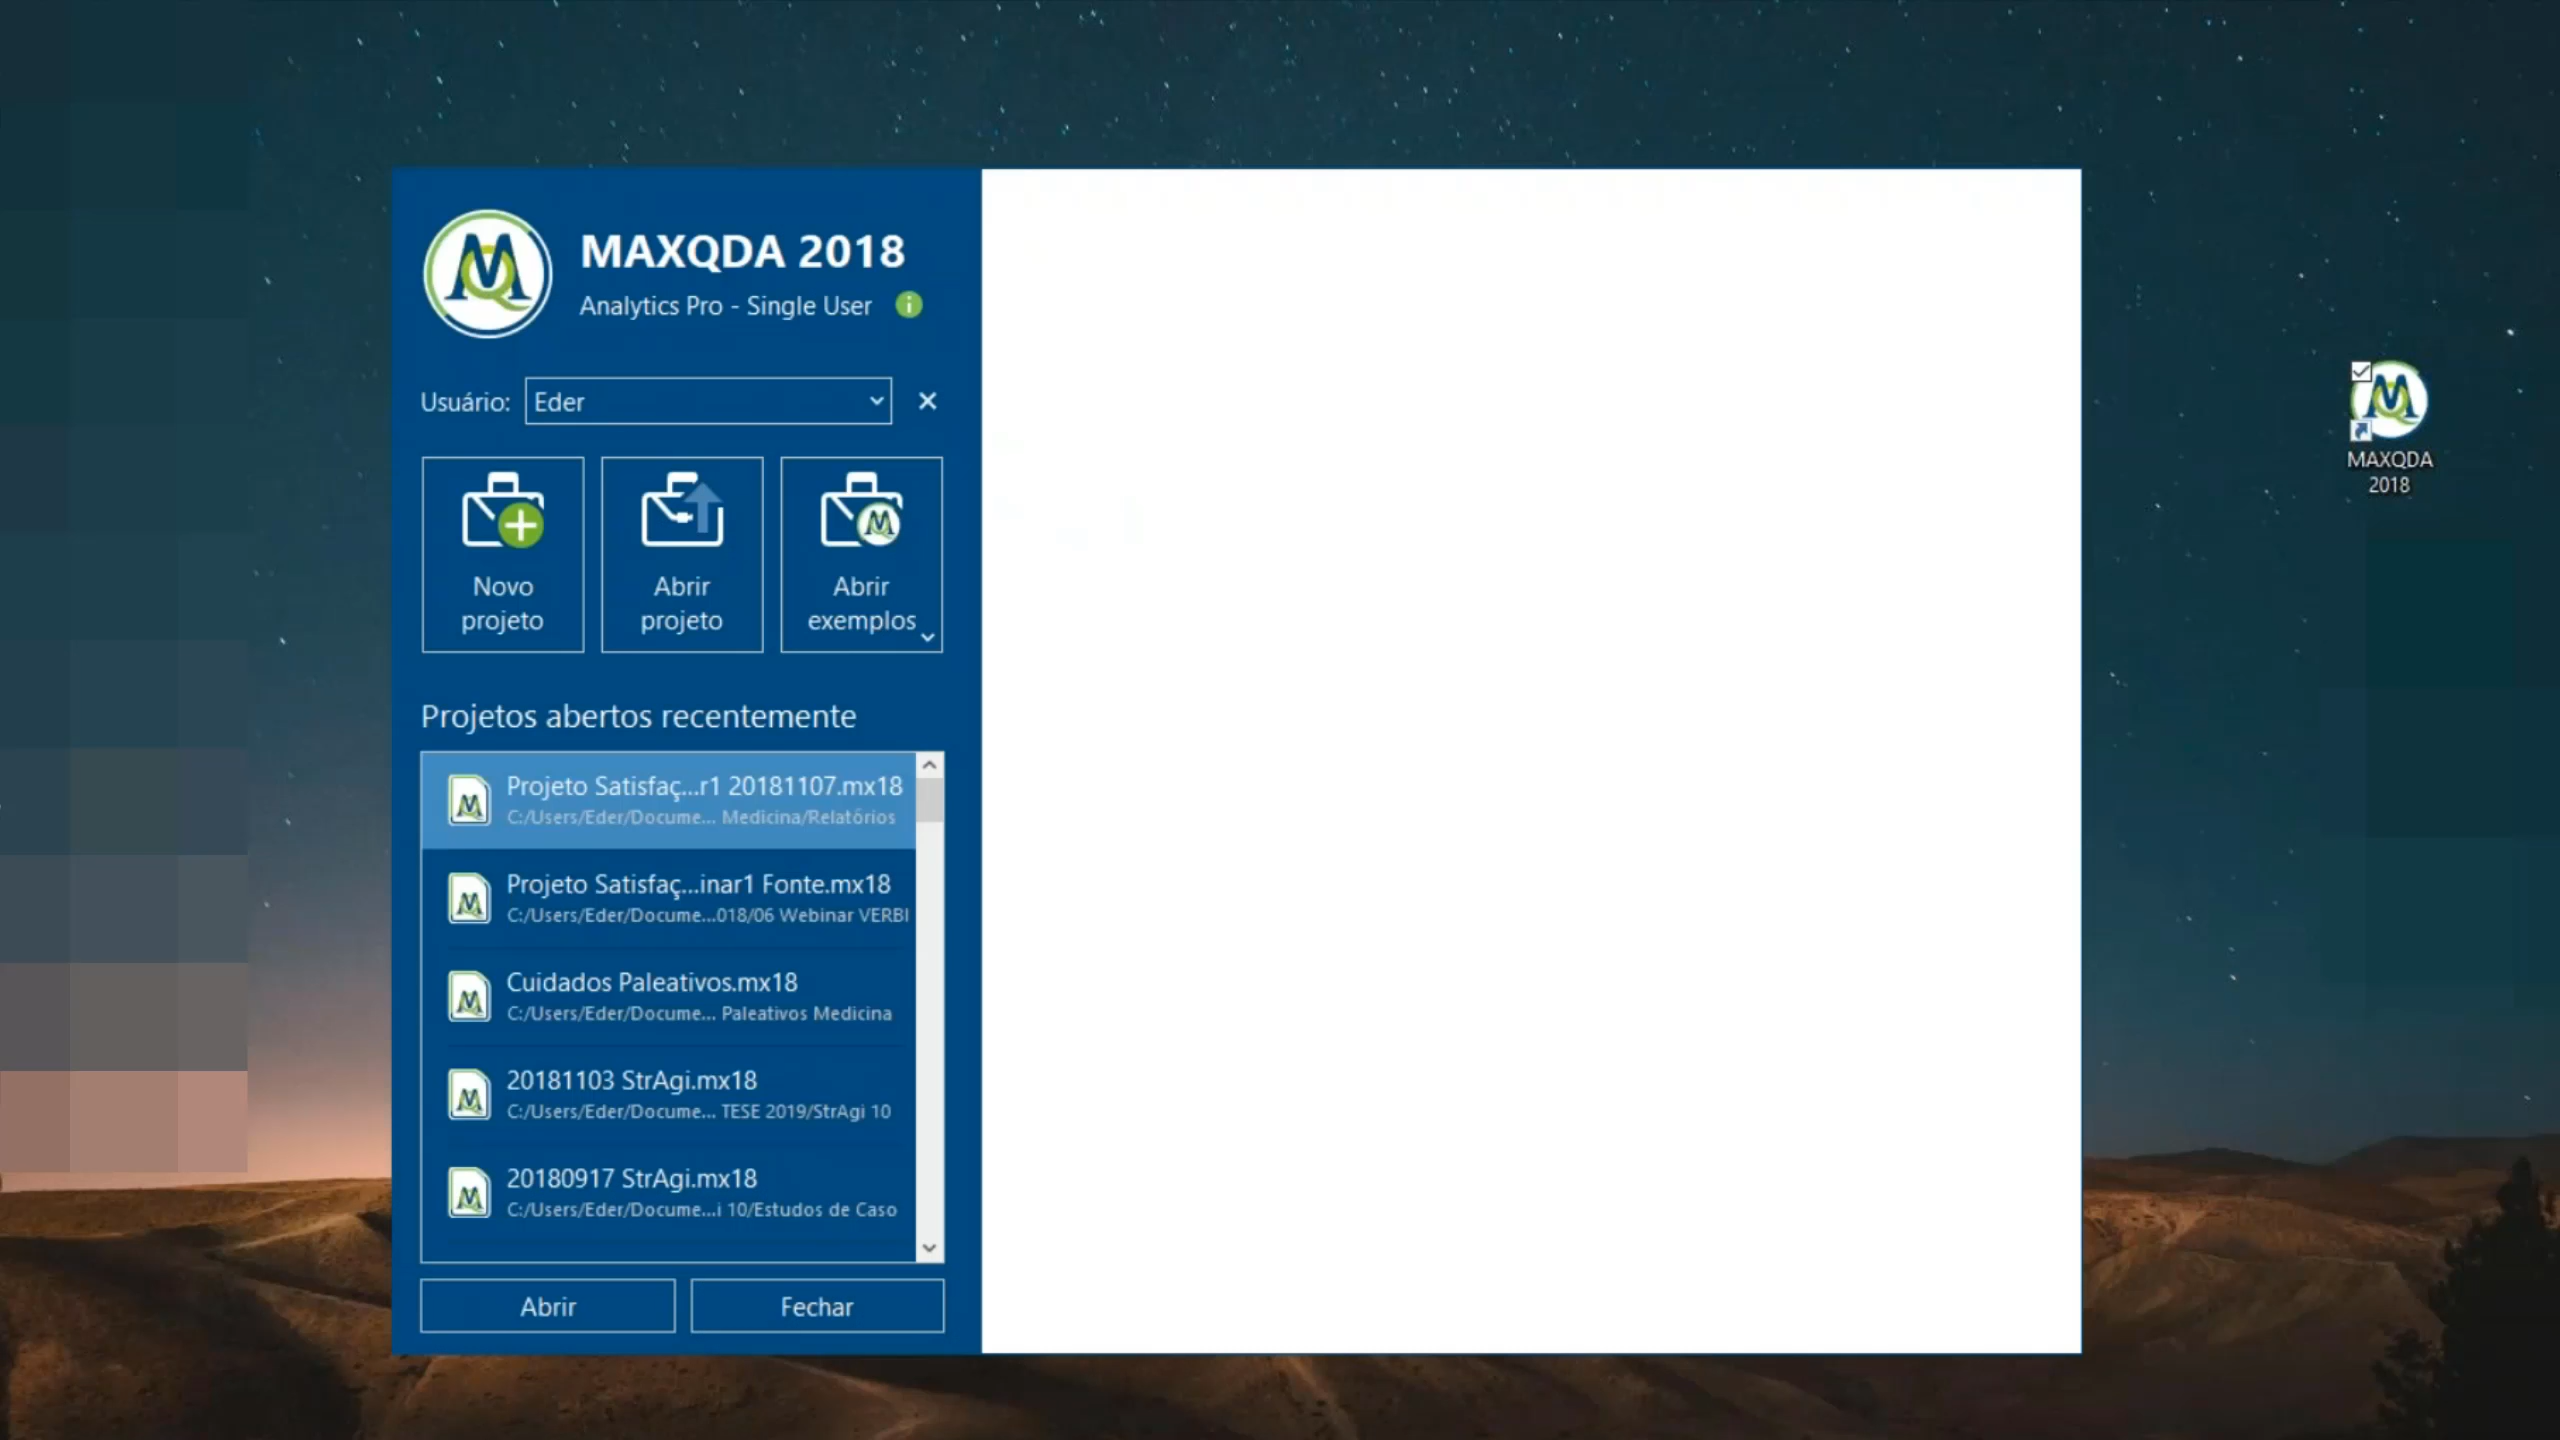 MAXQDA 2018
Analytics Pro - Single User
Usuário: Eder
Novo projeto
Abrir projeto
Abrir exemplos
Projetos abertos recentemente
Projeto Satisfaç...r1 20181107.mx18
C:/Users/Eder/Docume... Medicina/Relatórios
Projeto Satisfaç...inar1 Fonte.mx18
C:/Users/Eder/Docume...018/06 Webinar VERBI
Cuidados Paleativos.mx18
C:/Users/Eder/Docume... Paleativos Medicina
20181103 StrAgi.mx18
C:/Users/Eder/Docume... TESE 2019/StrAgi 10
20180917 StrAgi.mx18
C:/Users/Eder/Docume...i 10/Estudos de Caso
Abrir
Fechar
MAXQDA
2018